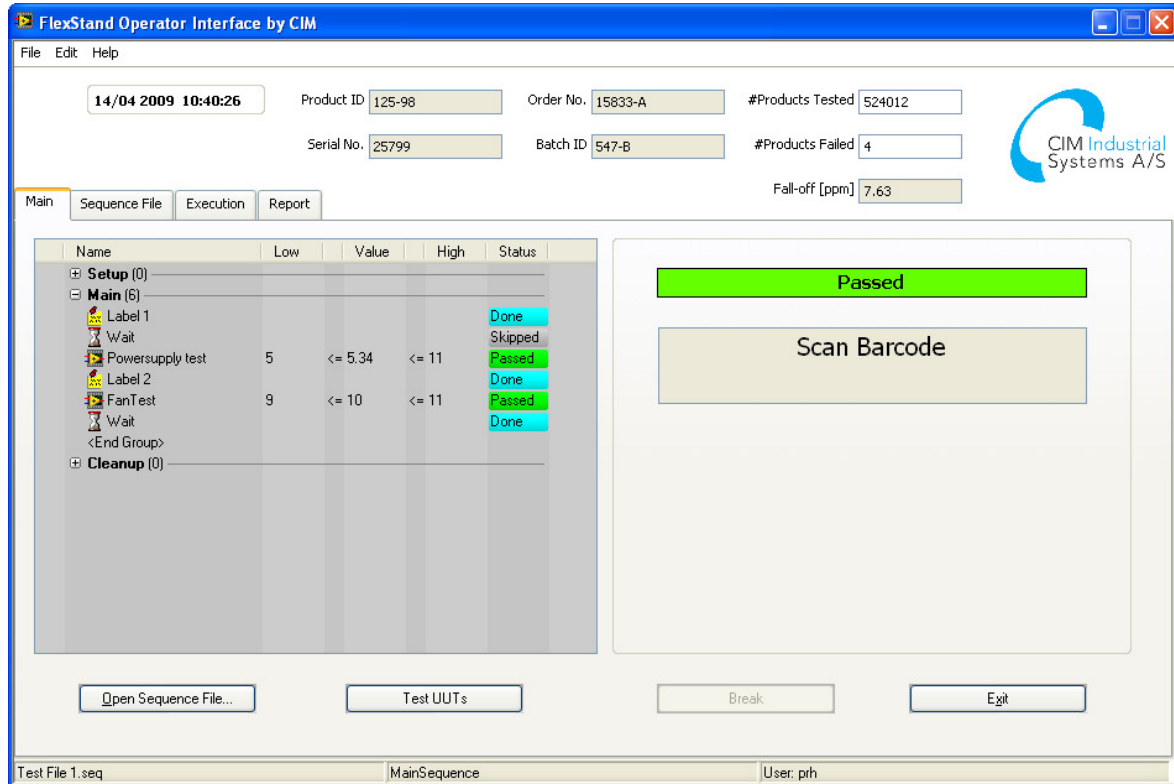 FlexStand Operator Interface by CIM
File Edit Help
14/04 2009 10:40:26 Product ID 125-98 Order No. 15833-A #Products Tested 524012
Serial No. 25799 Batch ID 547-B #Products Failed 4
Fall-off [ppm] 7.63
CIM Industrial
Systems A/S
Main Sequence File Execution Report
Name Low Value High Status
Setup (0)
Main (6)
Label 1 Done
Wait Skipped
Powersupply test 5 <= 5.34 <= 11 Passed
Label 2 Done
FanTest 9 <= 10 <= 11 Passed
Wait Done
<End Group>
Cleanup (0)
Passed
Scan Barcode
Open Sequence File... Test UUTs Break Exit
Test File 1.seq MainSequence User: prh